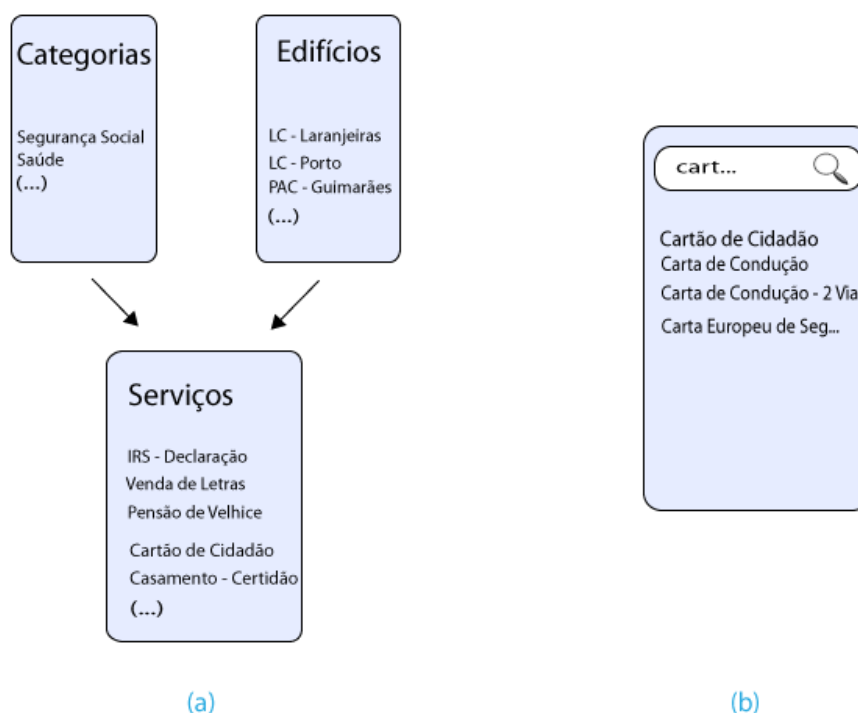 Categorias
Segurança Social
Saúde
(...)
Edifícios
LC - Laranjeiras
LC - Porto
PAC - Guimarães
(...)
Serviços
IRS - Declaração
Venda de Letras
Pensão de Velhice
Cartão de Cidadão
Casamento - Certidão
(...)
(a)
cart...
Cartão de Cidadão
Carta de Condução
Carta de Condução - 2 Via
Carta Europeu de Seg...
(b)